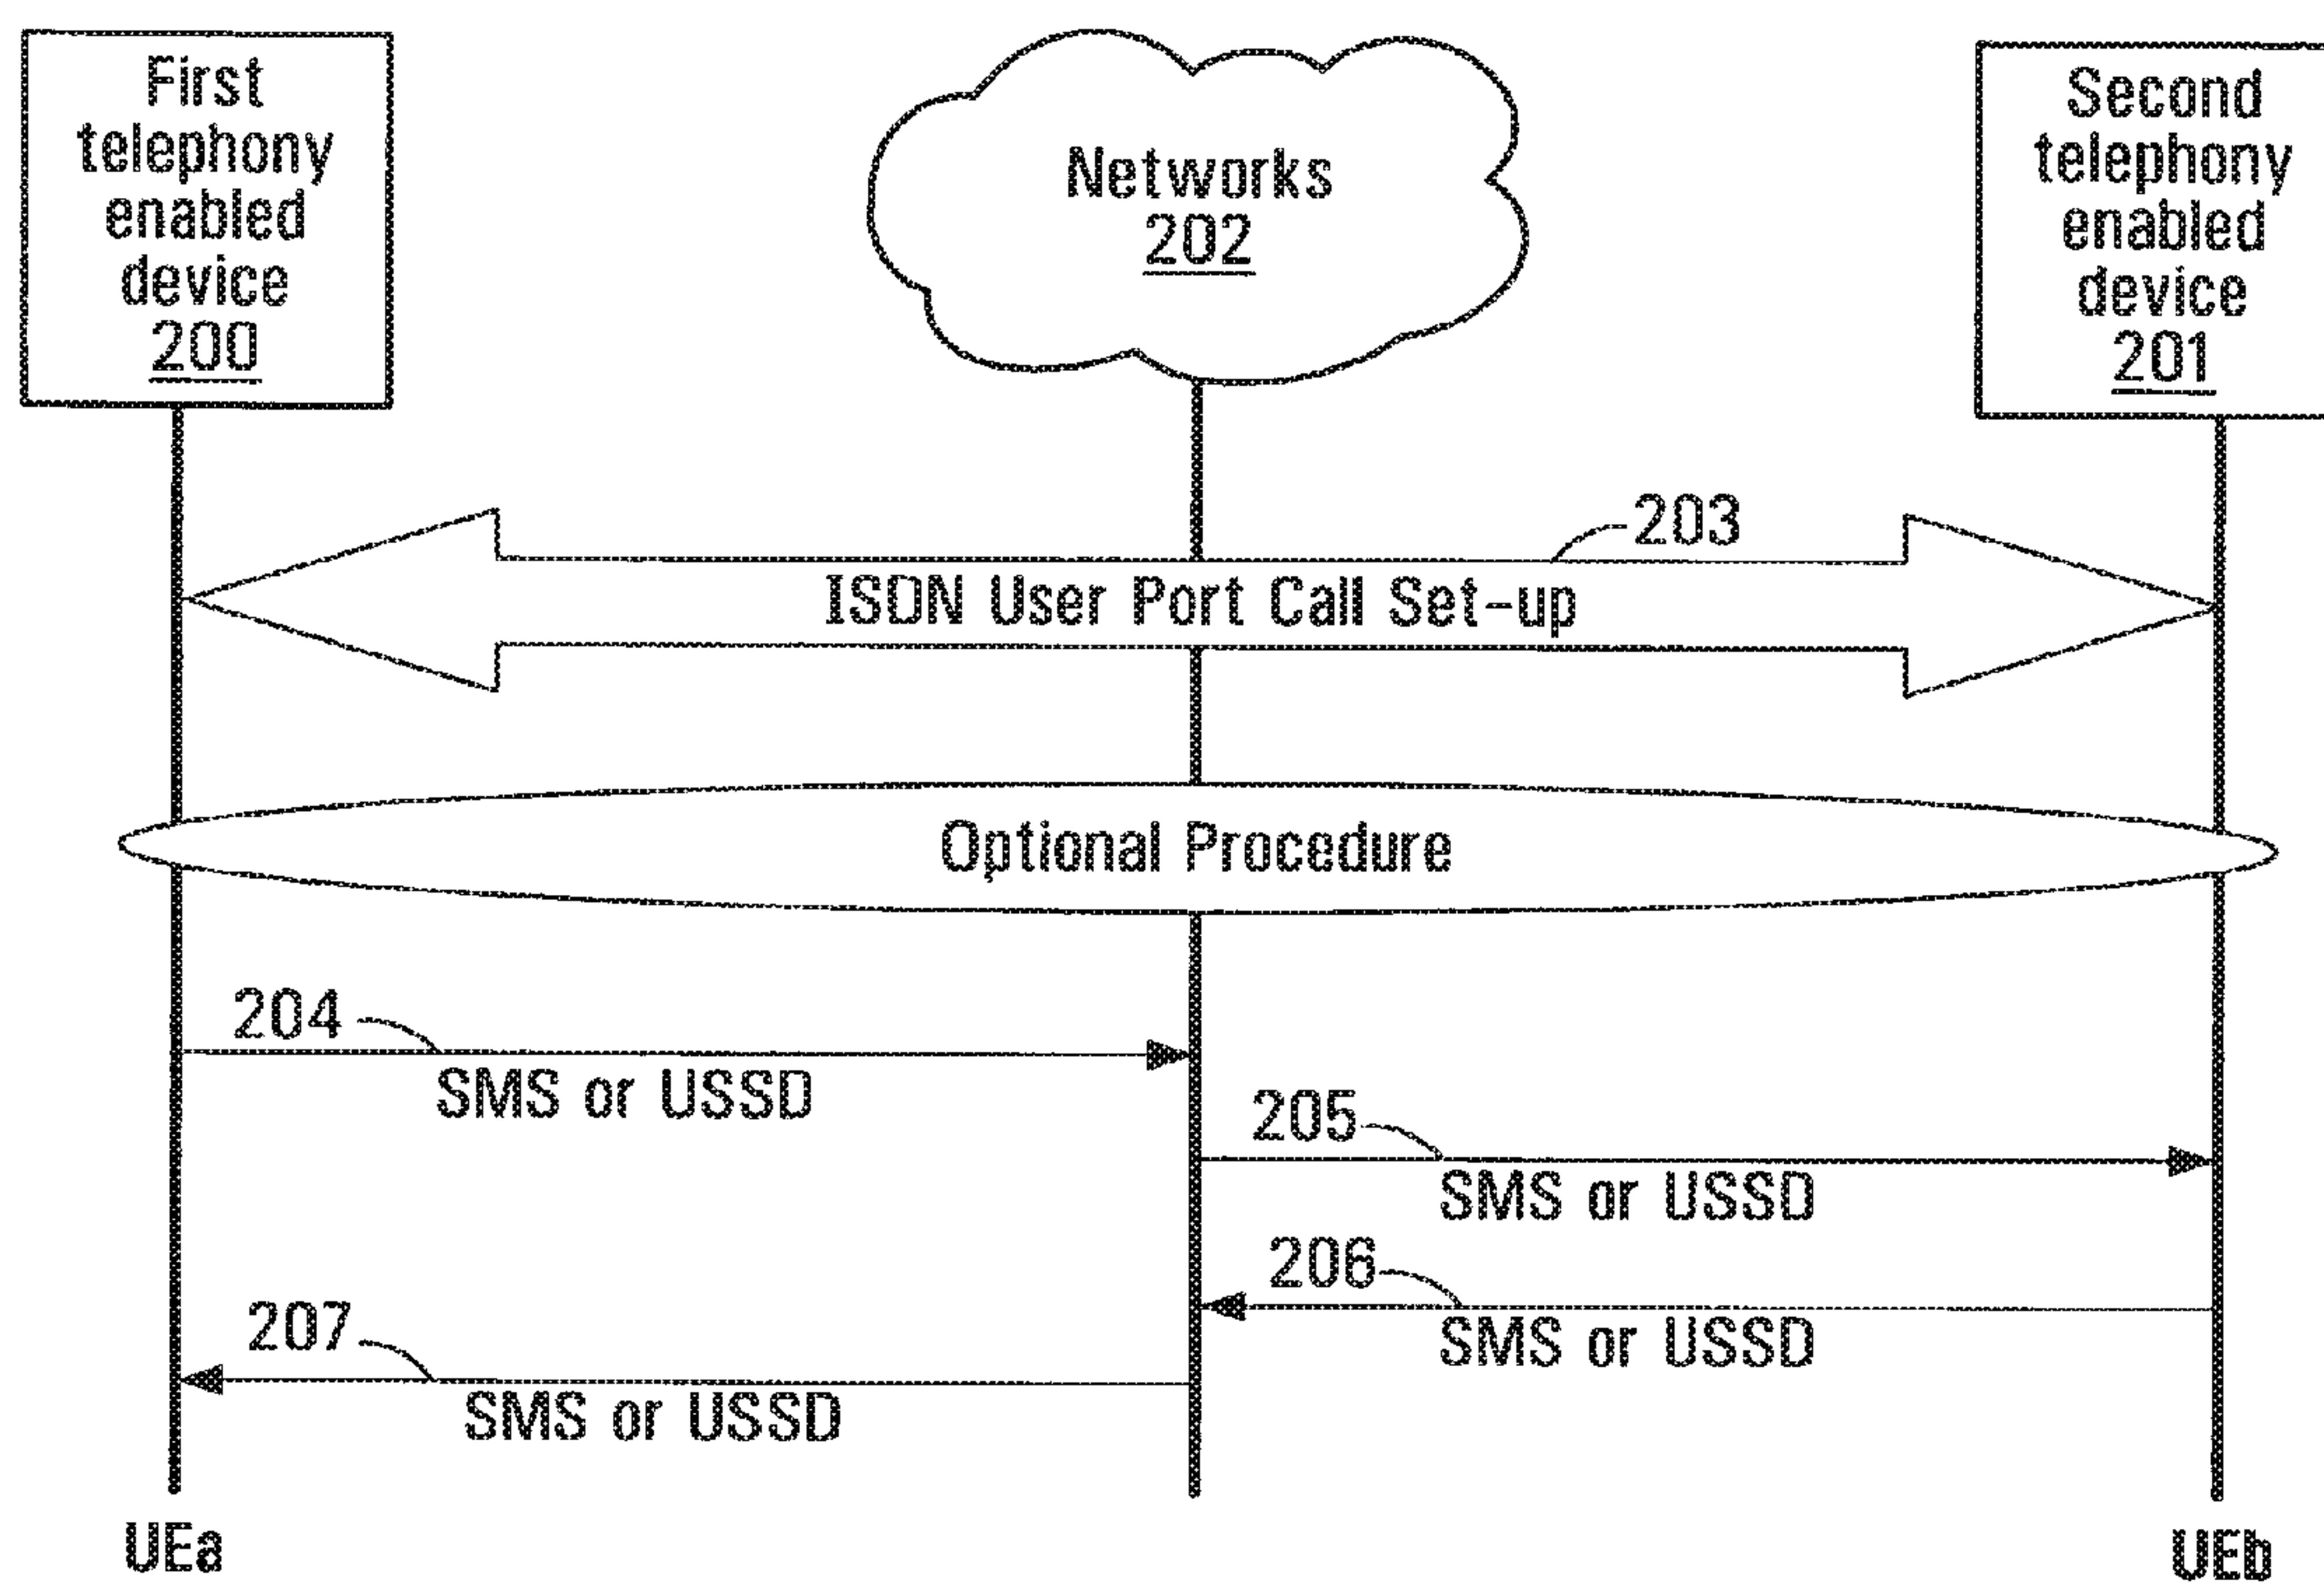 First
telephony
enabled
device
200
Networks
202
Second
telephony
enabled
device
201
203
ISDN User Port Call Set-up
Optional Procedure
204
SMS or USSD
205
SMS or USSD
206
SMS or USSD
207
SMS or USSD
UEa
UEb